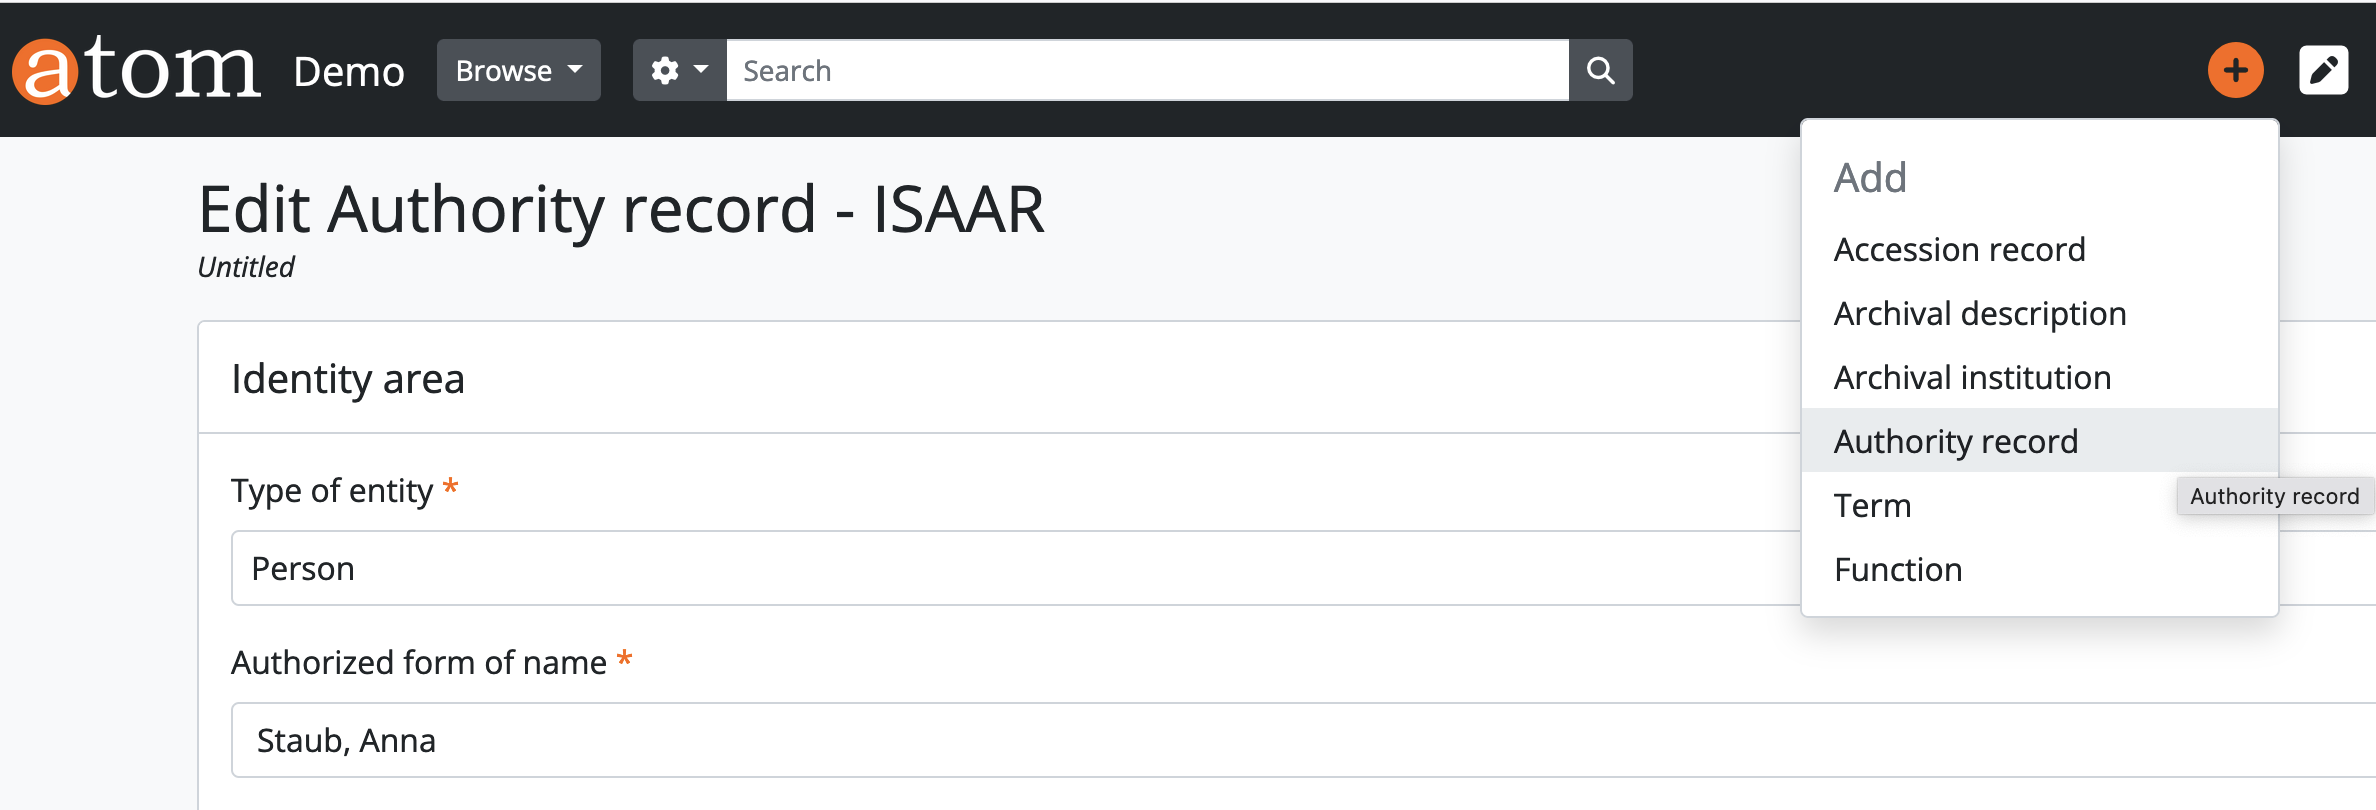 atom Demo Browse Search
Add
Edit Authority record - ISAAR
Untitled
Accession record
Archival description
Archival institution
Authority record
Authority record
Term
Function
Identity area
Type of entity *
Person
Authorized form of name *
Staub, Anna